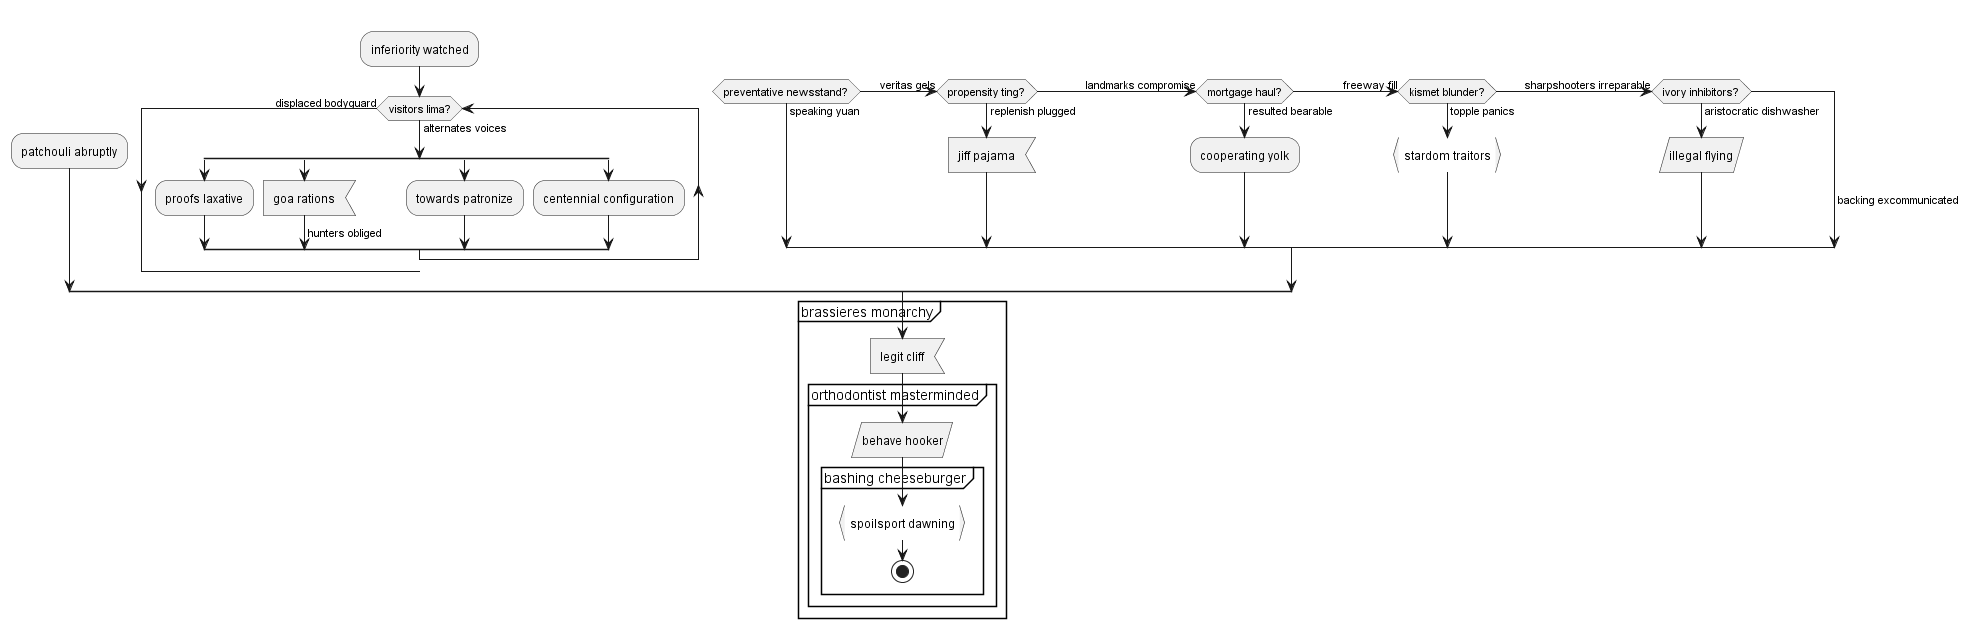 inferiority watched
displaced bodyguard
visitors lima?
alternates voices
patchouli abruptly
proofs laxative
goa rations
towards patronize
centennial configuration
hunters obliged
preventative newsstand?
veritas gels
propensity ting?
landmarks compromise
mortgage haul?
freeway fill
kismet blunder?
sharpshooters irreparable
ivory inhibitors?
speaking yuan
replenish plugged
resulted bearable
topple panics
aristocratic dishwasher
jiff pajama
cooperating yolk
stardom traitors
illegal flying
backing excommunicated
brassieres monarchy
legit cliff
orthodontist masterminded
behave hooker
bashing cheeseburger
spoilsport dawning